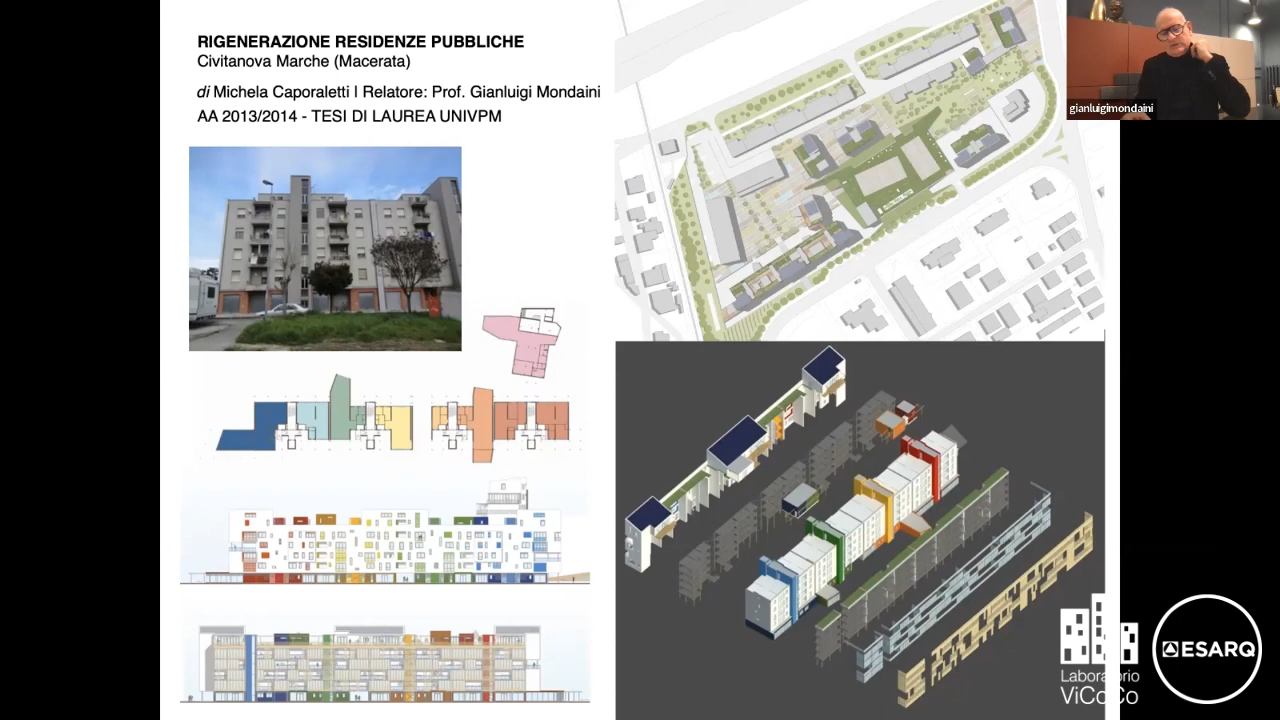 RIGENERAZIONE RESIDENZE PUBBLICHE
Civitanova Marche (Macerata)
di Michela Caporaletti | Relatore: Prof. Gianluigi Mondaini
AA 2013/2014 - TESI DI LAUREA UNIVPM
gianluigimondaini
Laboratorio
ViCoCo
ESARQ